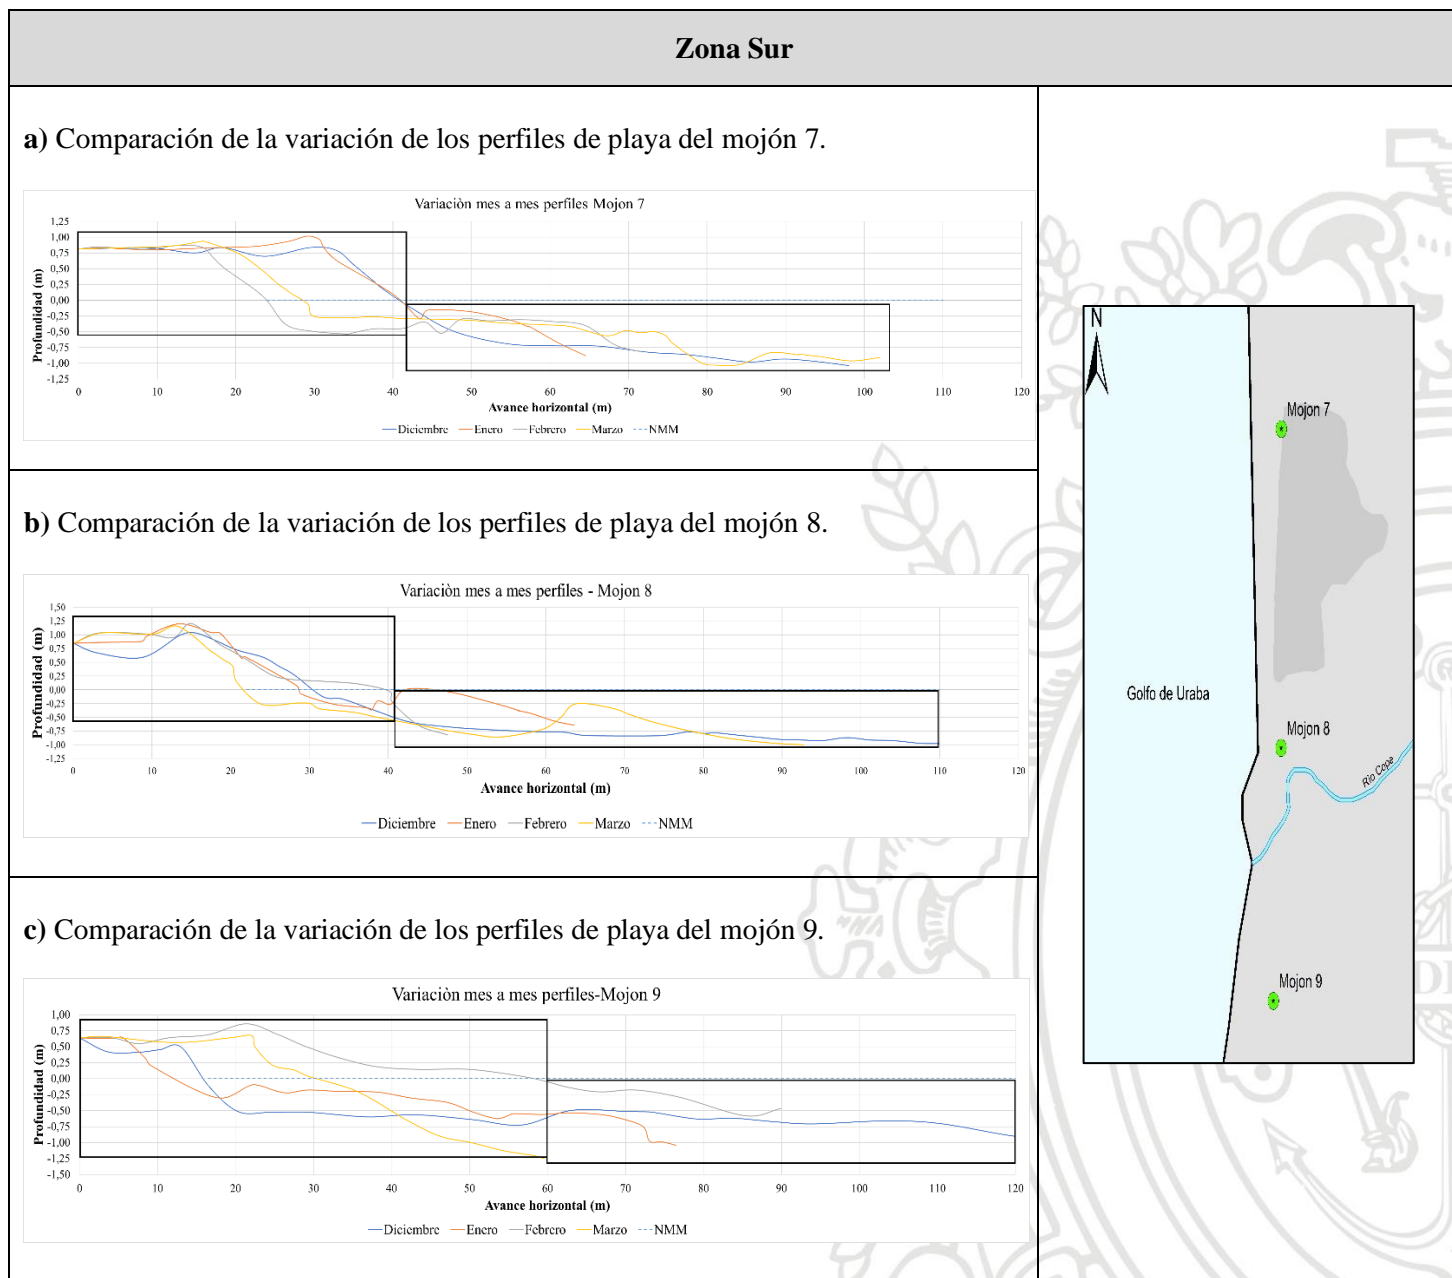 Zona Sur
a) Comparación de la variación de los perfiles de playa del mojón 7.
Variaciòn mes a mes perfiles Mojon 7
Profundidad (m)
1,25
1,00
0,75
0,50
0,25
0,00
-0,25
-0,50
-0,75
-1,00
-1,25
0 10 20 30 40 50 60 70 80 90 100 110 120
Avance horizontal (m)
Diciembre Enero Febrero Marzo NMM
b) Comparación de la variación de los perfiles de playa del mojón 8.
Variaciòn mes a mes perfiles - Mojon 8
Profundidad (m)
1,50
1,25
1,00
0,75
0,50
0,25
0,00
-0,25
-0,50
-0,75
-1,00
-1,25
0 10 20 30 40 50 60 70 80 90 100 110 120
Avance horizontal (m)
Diciembre Enero Febrero Marzo NMM
c) Comparación de la variación de los perfiles de playa del mojón 9.
Variaciòn mes a mes perfiles-Mojon 9
Profundidad (m)
1,00
0,75
0,50
0,25
0,00
-0,25
-0,50
-0,75
-1,00
-1,25
-1,50
0 10 20 30 40 50 60 70 80 90 100 110 120
Avance horizontal (m)
Diciembre Enero Febrero Marzo NMM
N
Mojon 7
Golfo de Uraba
Mojon 8
Rio Cope
Mojon 9